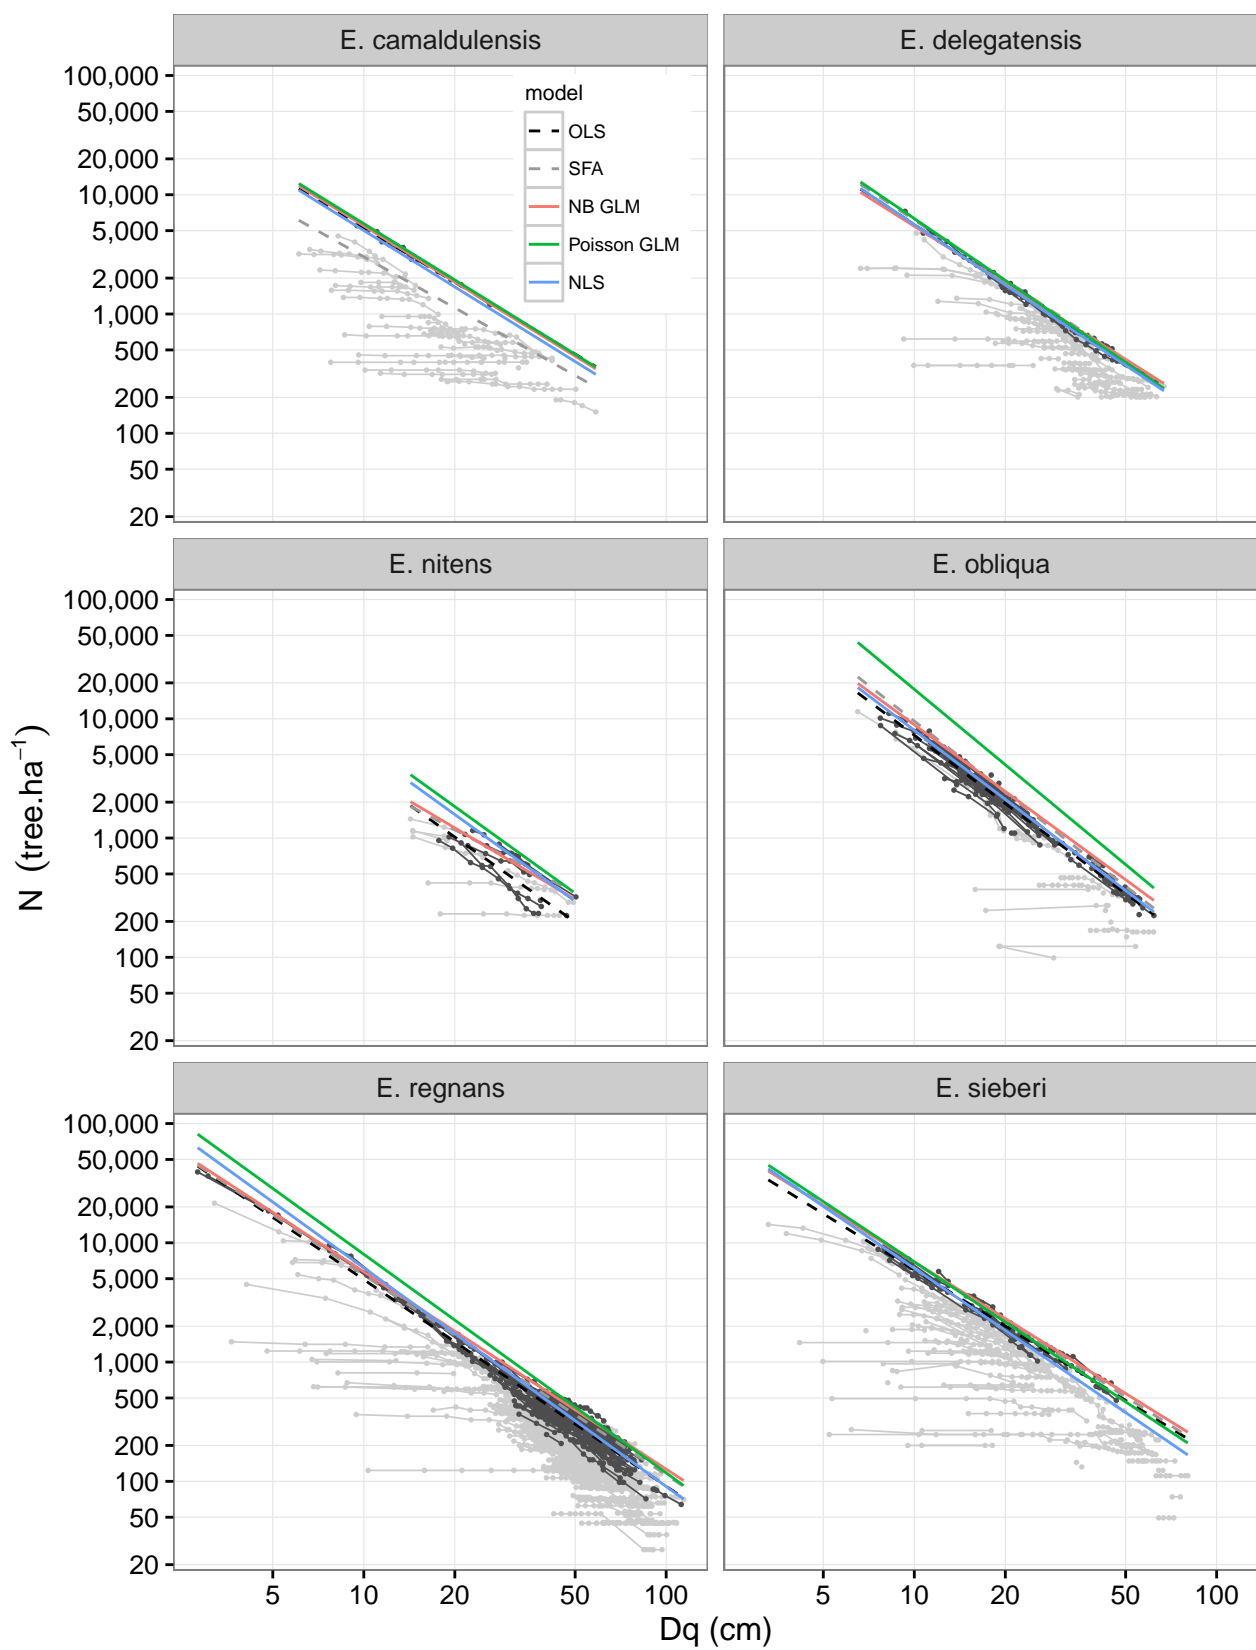 E. camaldulensis
E. delegatensis
100,000
50,000
20,000
10,000
5,000
2,000
1,000
500
200
100
50
20
model
OLS
SFA
NB GLM
Poisson GLM
NLS
E. nitens
E. obliqua
100,000
50,000
20,000
10,000
5,000
2,000
1,000
500
200
100
50
20
N (tree.ha⁻¹)
E. regnans
E. sieberi
100,000
50,000
20,000
10,000
5,000
2,000
1,000
500
200
100
50
20
5 10 20 50 100
5 10 20 50 100
Dq (cm)